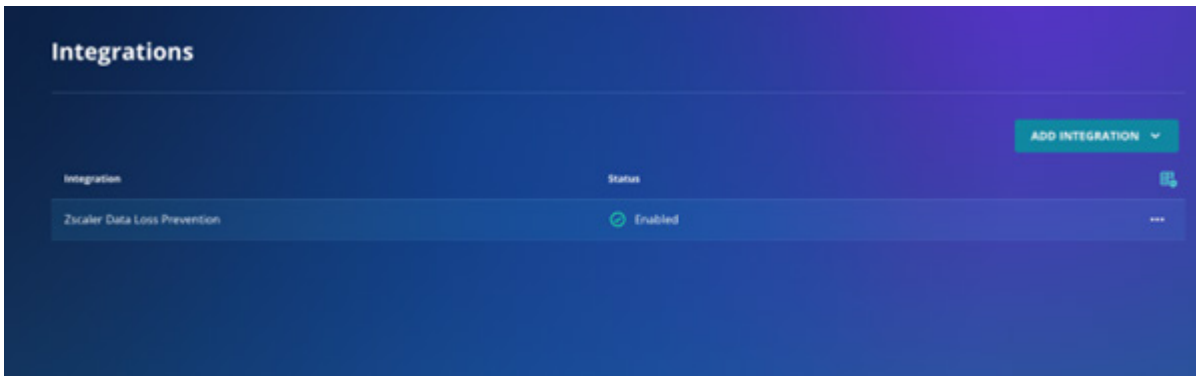 Integrations
ADD INTEGRATION
Integration Status
Zscaler Data Loss Prevention Enabled